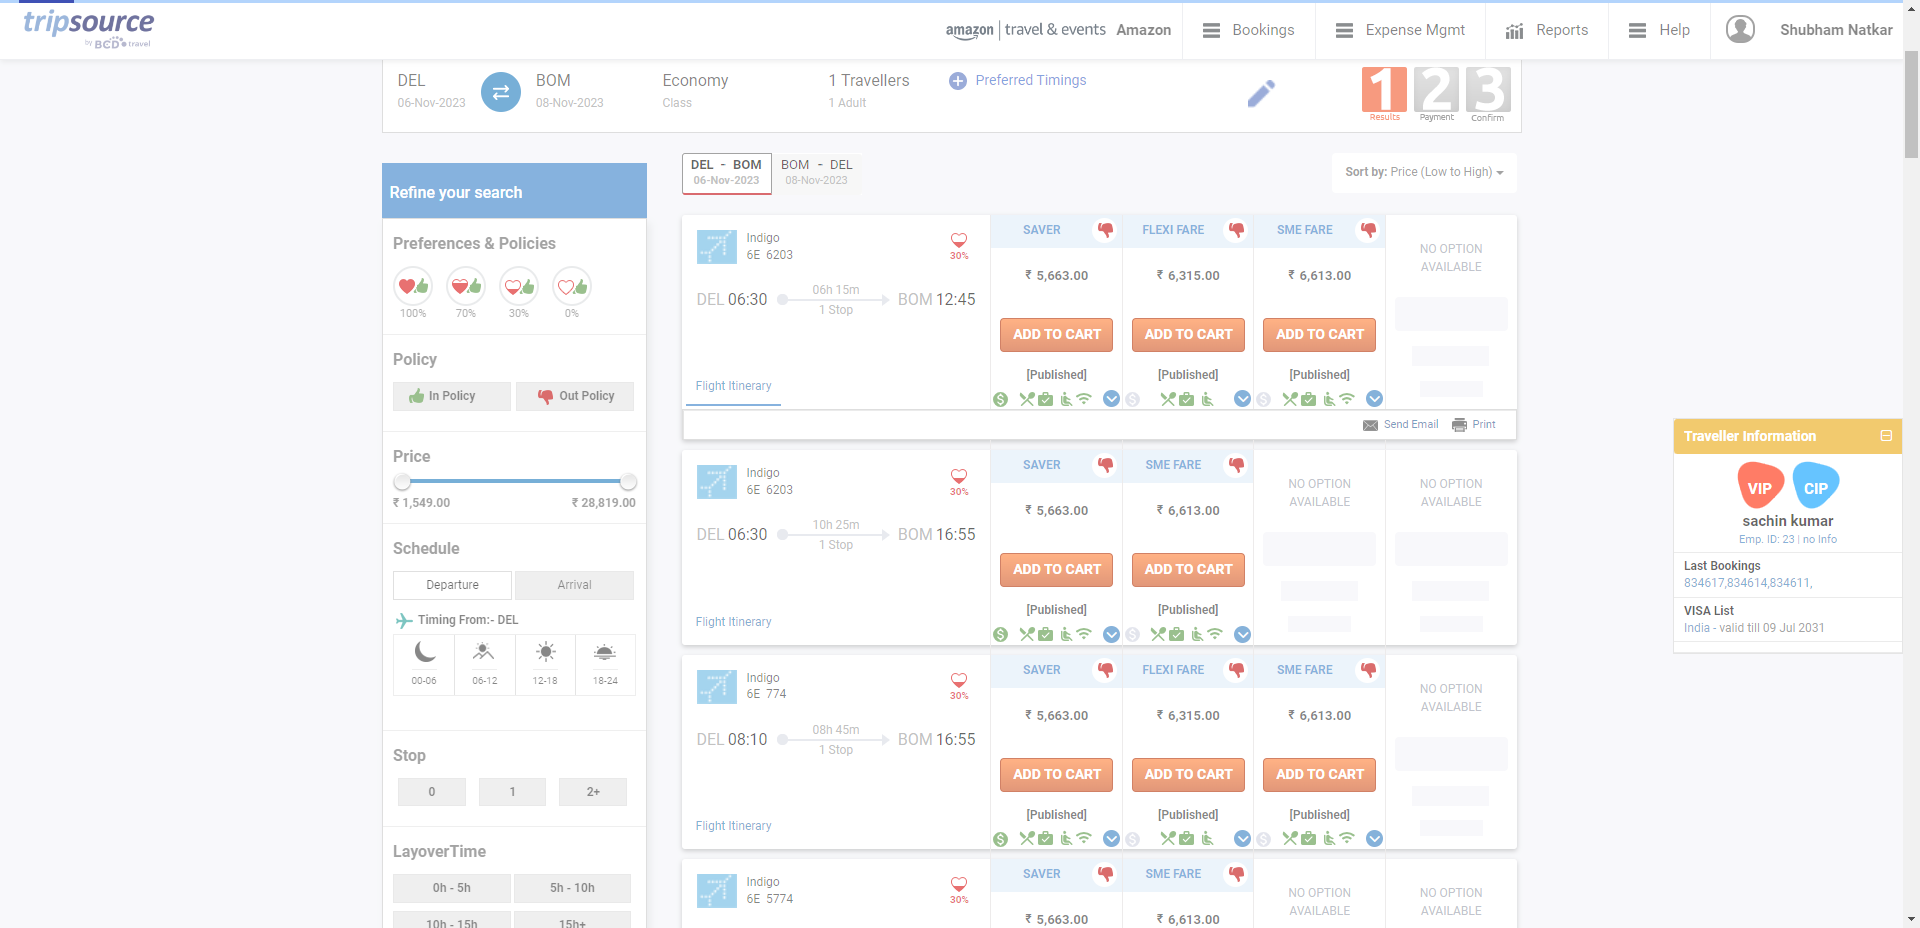 tripsource
by BCD travel
amazon travel & events Amazon
Bookings
Expense Mgmt
Reports
Help
Shubham Natkar
DEL
06-Nov-2023
BOM
08-Nov-2023
Economy
Class
1 Travellers
1 Adult
Preferred Timings
1 2 3
Results Payment Confirm
DEL - BOM
06-Nov-2023
BOM - DEL
08-Nov-2023
Sort by: Price (Low to High)
Refine your search
Preferences & Policies
100% 70% 30% 0%
Policy
In Policy Out Policy
Price
₹ 1,549.00 ₹ 28,819.00
Schedule
Departure Arrival
Timing From:- DEL
00-06 06-12 12-18 18-24
Stop
0 1 2+
LayoverTime
0h - 5h 5h - 10h
10h - 15h 15h+
Indigo
6E 6203
30%
DEL 06:30
06h 15m
1 Stop
BOM 12:45
Flight Itinerary
SAVER
₹ 5,663.00
ADD TO CART
[Published]
FLEXI FARE
₹ 6,315.00
ADD TO CART
[Published]
SME FARE
₹ 6,613.00
ADD TO CART
[Published]
NO OPTION
AVAILABLE
Send Email Print
Indigo
6E 6203
30%
DEL 06:30
10h 25m
1 Stop
BOM 16:55
Flight Itinerary
SAVER
₹ 5,663.00
ADD TO CART
[Published]
SME FARE
₹ 6,613.00
ADD TO CART
[Published]
NO OPTION
AVAILABLE
NO OPTION
AVAILABLE
Indigo
6E 774
30%
DEL 08:10
08h 45m
1 Stop
BOM 16:55
Flight Itinerary
SAVER
₹ 5,663.00
ADD TO CART
[Published]
FLEXI FARE
₹ 6,315.00
ADD TO CART
[Published]
SME FARE
₹ 6,613.00
ADD TO CART
[Published]
NO OPTION
AVAILABLE
Indigo
6E 5774
30%
SAVER
₹ 5,663.00
SME FARE
₹ 6,613.00
NO OPTION
AVAILABLE
NO OPTION
AVAILABLE
Traveller Information
VIP CIP
sachin kumar
Emp. ID: 23 | no Info
Last Bookings
834617,834614,834611,
VISA List
India - valid till 09 Jul 2031